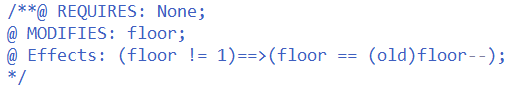 /**@ REQUIRES: None;
@ MODIFIES: floor;
@ Effects: (floor != 1)==>(floor == (old)floor--);
*/